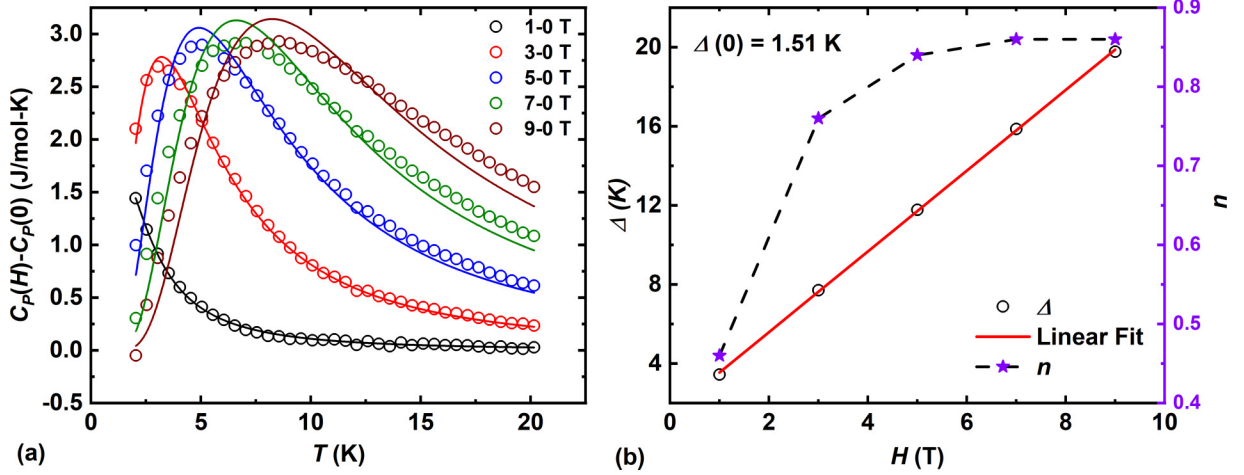 3.0
2.5
2.0
1.5
1.0
0.5
0.0
-0.5
C_P(H)-C_P(0) (J/mol-K)
1-0 T
3-0 T
5-0 T
7-0 T
9-0 T
0 5 10 15 20
(a)
T (K)
20
16
12
8
4
Δ (K)
Δ (0) = 1.51 K
Δ
Linear Fit
n
0.9
0.8
0.7
0.6
0.5
0.4
n
0 2 4 6 8 10
(b)
H (T)